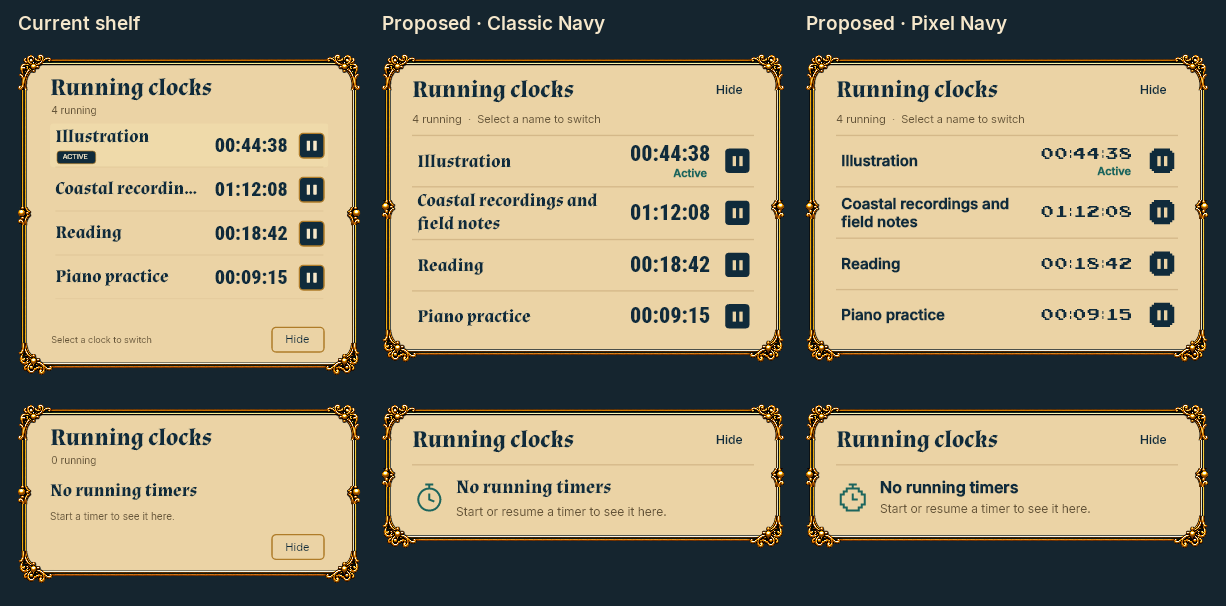 Current shelf
Running clocks
4 running
Illustration
ACTIVE
00:44:38
Coastal recordin...
01:12:08
Reading
00:18:42
Piano practice
00:09:15
Select a clock to switch
Hide
Running clocks
0 running
No running timers
Start a timer to see it here.
Hide
Proposed · Classic Navy
Running clocks
Hide
4 running · Select a name to switch
Illustration
00:44:38
Active
Coastal recordings and
field notes
01:12:08
Reading
00:18:42
Piano practice
00:09:15
Running clocks
Hide
No running timers
Start or resume a timer to see it here.
Proposed · Pixel Navy
Running clocks
Hide
4 running · Select a name to switch
Illustration
00:44:38
Active
Coastal recordings and
field notes
01:12:08
Reading
00:18:42
Piano practice
00:09:15
Running clocks
Hide
No running timers
Start or resume a timer to see it here.